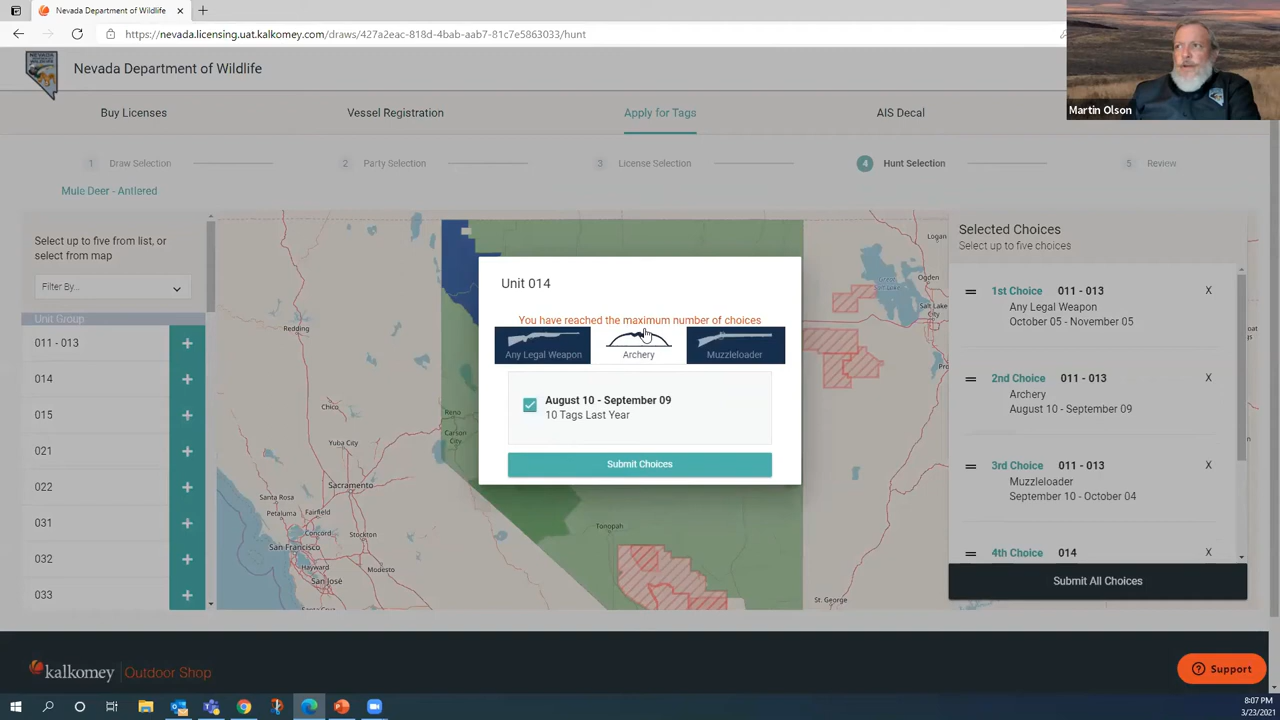 Nevada Department of Wildlife
https://nevada.licensing.uat.kalkomey.com/draws/427a2eac-818d-4bab-aab7-81c7e5863033/hunt
Martin Olson
Nevada Department of Wildlife
Buy Licenses
Vessel Registration
Apply for Tags
AIS Decal
1 Draw Selection
2 Party Selection
3 License Selection
4 Hunt Selection
5 Review
Mule Deer - Antlered
Select up to five from list, or
select from map
Filter By...
Unit Group
011 - 013 +
014 +
015 +
021 +
022 +
031 +
032 +
033 +
Redding
Chico
Reno
Carson
City
Yuba City
Sacramento
Santa Rosa
Concord
Stockton
San Francisco
Hayward
Modesto
San José
Tonopah
St. George
Logan
Ogden
Unit 014
You have reached the maximum number of choices
Any Legal Weapon
Archery
Muzzleloader
August 10 - September 09
10 Tags Last Year
Submit Choices
Selected Choices
Select up to five choices
1st Choice 011 - 013 X
Any Legal Weapon
October 05 - November 05
2nd Choice 011 - 013 X
Archery
August 10 - September 09
3rd Choice 011 - 013 X
Muzzleloader
September 10 - October 04
4th Choice 014 X
Submit All Choices
kalkomey | Outdoor Shop
Support
8:07 PM
3/23/2021